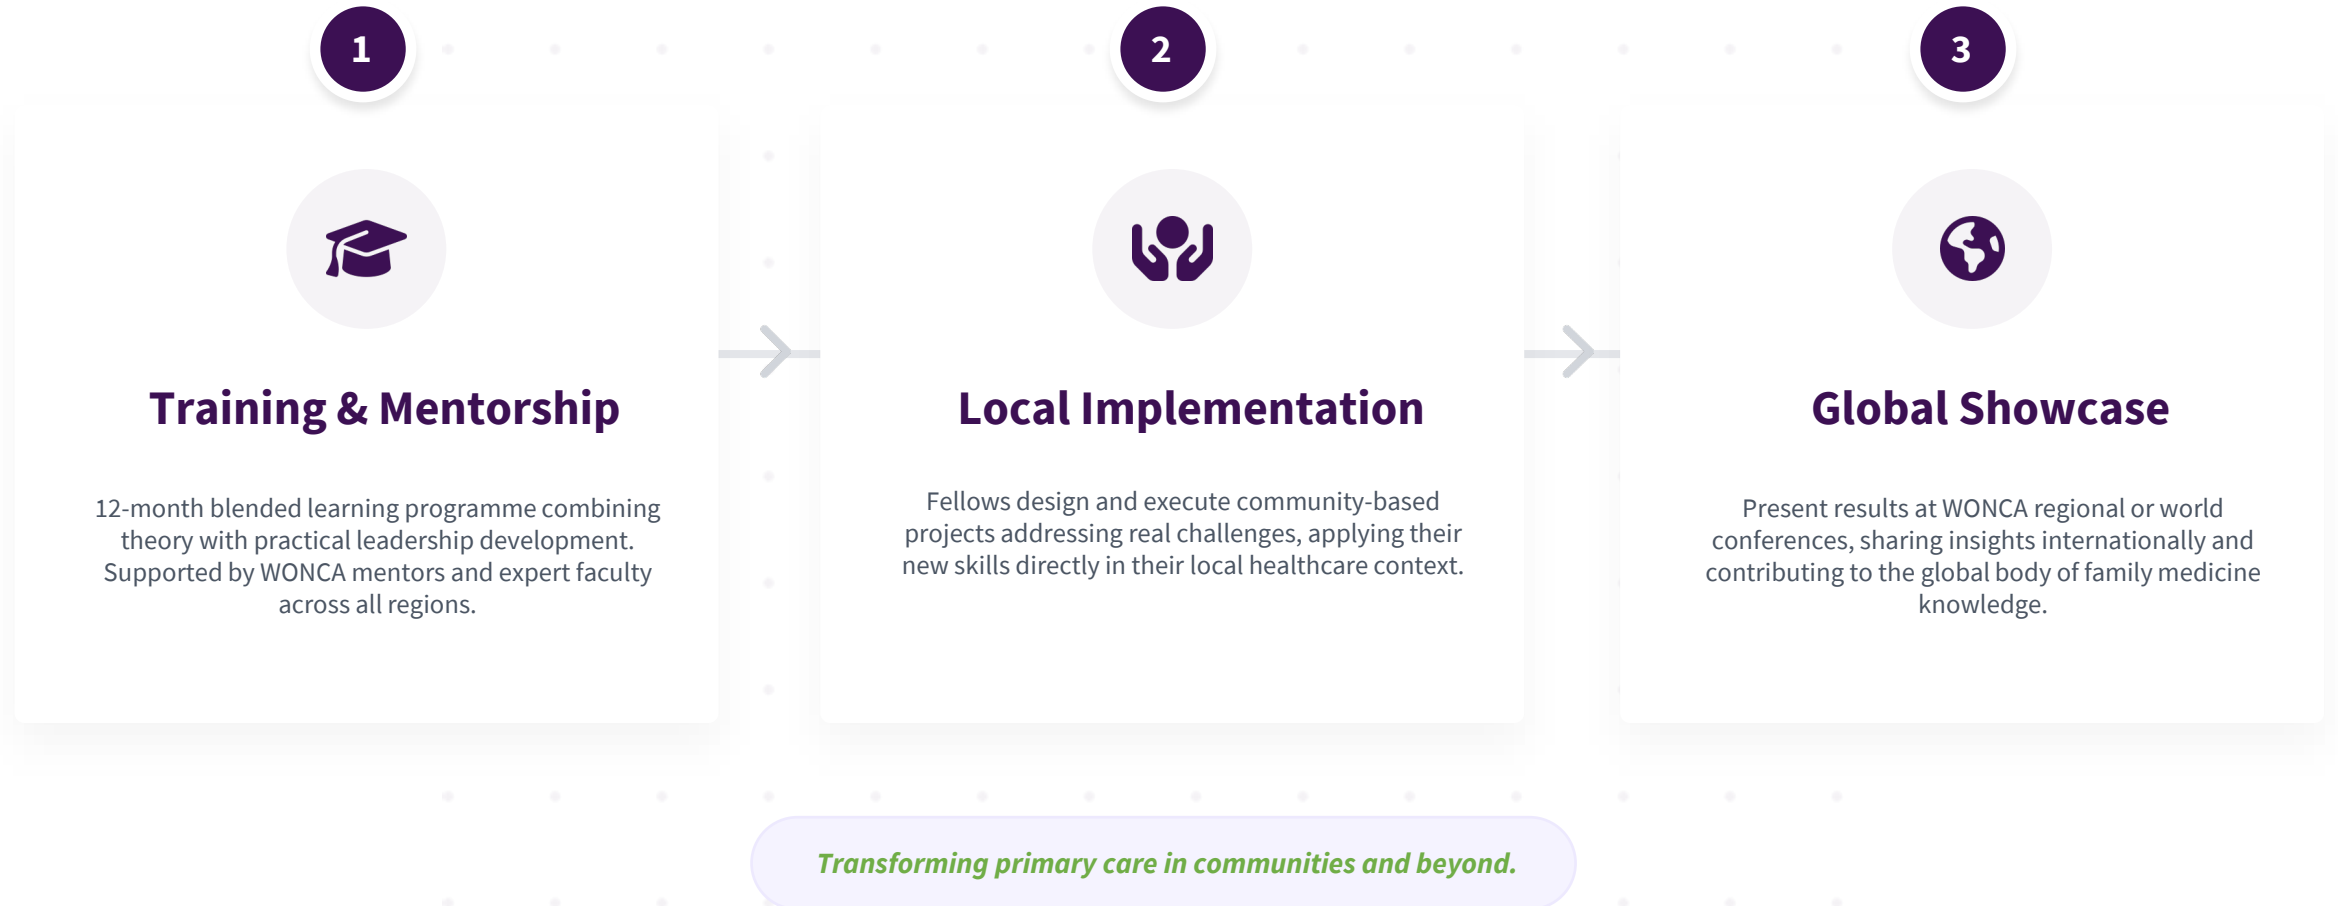 1
Training & Mentorship
12-month blended learning programme combining
theory with practical leadership development.
Supported by WONCA mentors and expert faculty
across all regions.
2
Local Implementation
Fellows design and execute community-based
projects addressing real challenges, applying their
new skills directly in their local healthcare context.
3
Global Showcase
Present results at WONCA regional or world
conferences, sharing insights internationally and
contributing to the global body of family medicine
knowledge.
Transforming primary care in communities and beyond.